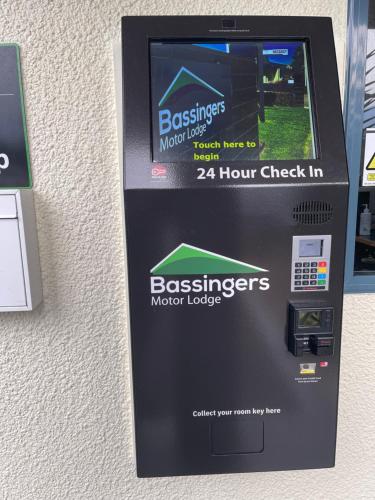 Bassingers
Motor Lodge
Touch here to
begin
24 Hour Check In
Bassingers
Motor Lodge
Collect your room key here
p